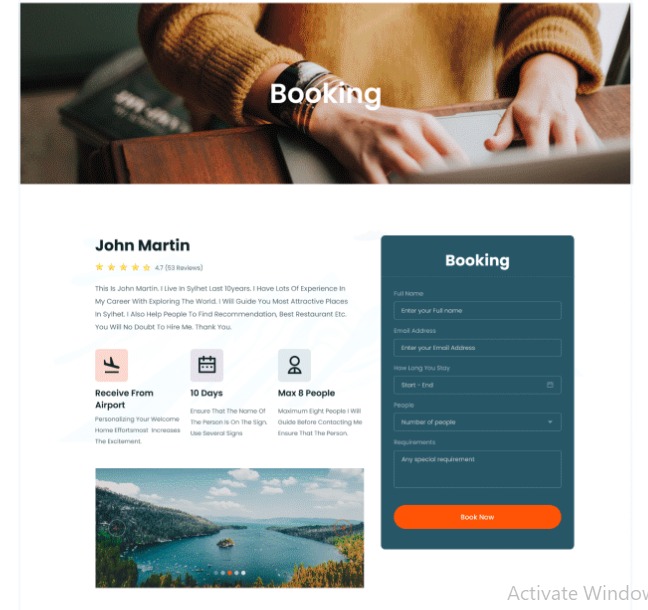 Booking
John Martin
4.7 (53 Reviews)
This Is John Martin. I Live In Sylhet Last 10years. I Have Lots Of Experience In
My Career With Exploring The World. I Will Guide You Most Attractive Places
In Sylhet. I Also Help People To Find Recommendation, Best Restaurant Etc.
You Will No Doubt To Hire Me. Thank You.
Receive From
Airport
Personalizing Your Welcome
Home Effortsmost Increases
The Excitement.
10 Days
Ensure That The Name Of
The Person Is On The Sign.
Use Several Signs
Max 8 People
Maximum Eight People I Will
Guide Before Contacting Me
Ensure That The Person.
Booking
Full Name
Enter your Full name
Email Address
Enter your Email Address
How Long You Stay
Start - End
People
Number of people
Requirements
Any special requirement
Book Now
Activate Windo